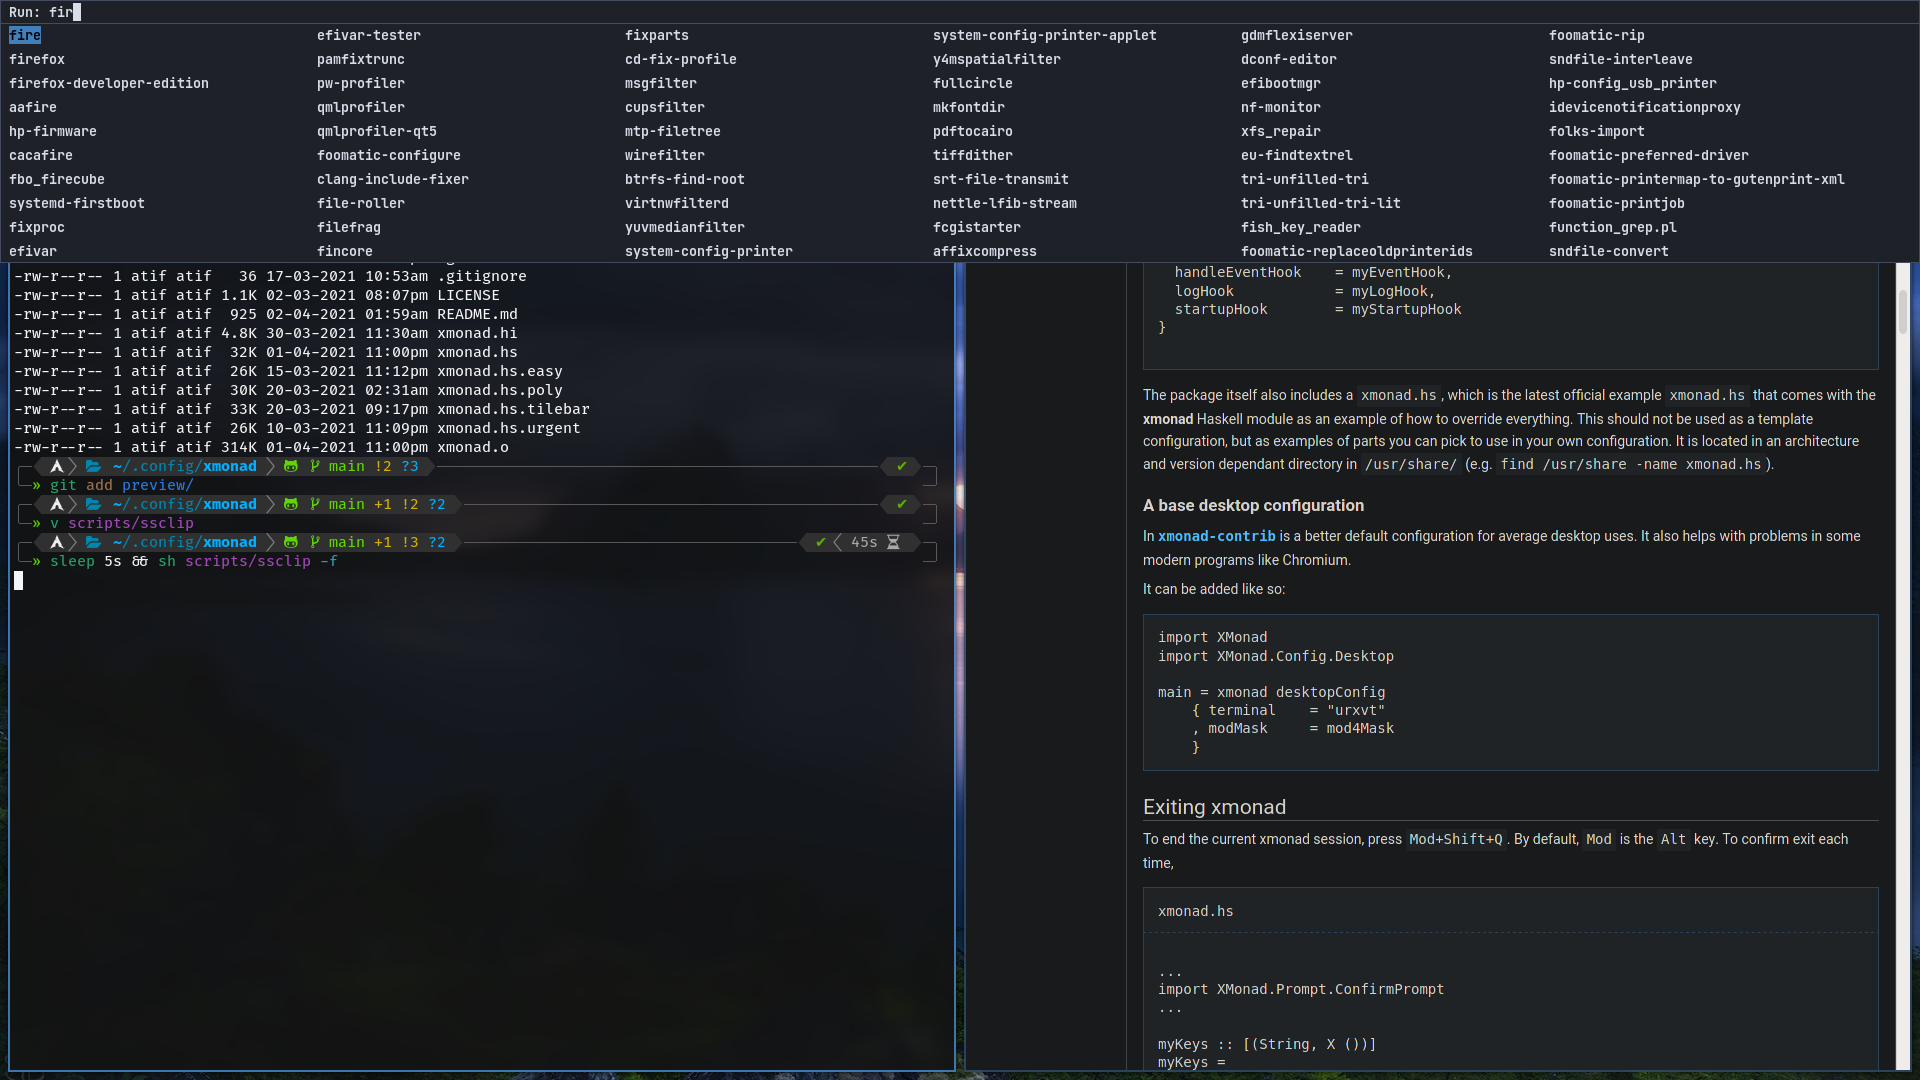 Run: fir
fire efivar-tester fixparts system-config-printer-applet gdmflexiserver foomatic-rip
firefox pamfixtrunc cd-fix-profile y4mspatialfilter dconf-editor sndfile-interleave
firefox-developer-edition pw-profiler msgfilter fullcircle efibootmgr hp-config_usb_printer
aafire qmlprofiler cupsfilter mkfontdir nf-monitor idevicenotificationproxy
hp-firmware qmlprofiler-qt5 mtp-filetree pdftocairo xfs_repair folks-import
cacafire foomatic-configure wirefilter tiffdither eu-findtextrel foomatic-preferred-driver
fbo_firecube clang-include-fixer btrfs-find-root srt-file-transmit tri-unfilled-tri foomatic-printermap-to-gutenprint-xml
systemd-firstboot file-roller virtnwfilterd nettle-lfib-stream tri-unfilled-tri-lit foomatic-printjob
fixproc filefrag yuvmedianfilter fcgistarter fish_key_reader function_grep.pl
efivar fincore system-config-printer affixcompress foomatic-replaceoldprinterids sndfile-convert
-rw-r--r-- 1 atif atif   36 17-03-2021 10:53am .gitignore
-rw-r--r-- 1 atif atif 1.1K 02-03-2021 08:07pm LICENSE
-rw-r--r-- 1 atif atif  925 02-04-2021 01:59am README.md
-rw-r--r-- 1 atif atif 4.8K 30-03-2021 11:30am xmonad.hi
-rw-r--r-- 1 atif atif  32K 01-04-2021 11:00pm xmonad.hs
-rw-r--r-- 1 atif atif  26K 15-03-2021 11:12pm xmonad.hs.easy
-rw-r--r-- 1 atif atif  30K 20-03-2021 02:31am xmonad.hs.poly
-rw-r--r-- 1 atif atif  33K 20-03-2021 09:17pm xmonad.hs.tilebar
-rw-r--r-- 1 atif atif  26K 10-03-2021 11:09pm xmonad.hs.urgent
-rw-r--r-- 1 atif atif 314K 01-04-2021 11:00pm xmonad.o
~/.config/xmonad main !2 ?3 ✔
» git add preview/
~/.config/xmonad main +1 !2 ?2 ✔
» v scripts/ssclip
~/.config/xmonad main +1 !3 ?2 ✔ 45s
» sleep 5s && sh scripts/ssclip -f
handleEventHook    = myEventHook,
logHook            = myLogHook,
startupHook        = myStartupHook
}
The package itself also includes a xmonad.hs, which is the latest official example xmonad.hs that comes with the
xmonad Haskell module as an example of how to override everything. This should not be used as a template
configuration, but as examples of parts you can pick to use in your own configuration. It is located in an architecture
and version dependant directory in /usr/share/ (e.g. find /usr/share -name xmonad.hs ).
A base desktop configuration
In xmonad-contrib is a better default configuration for average desktop uses. It also helps with problems in some
modern programs like Chromium.
It can be added like so:
import XMonad
import XMonad.Config.Desktop
main = xmonad desktopConfig
{ terminal    = "urxvt"
, modMask     = mod4Mask
}
Exiting xmonad
To end the current xmonad session, press Mod+Shift+Q. By default, Mod is the Alt key. To confirm exit each
time,
xmonad.hs
...
import XMonad.Prompt.ConfirmPrompt
...
myKeys :: [(String, X ())]
myKeys =